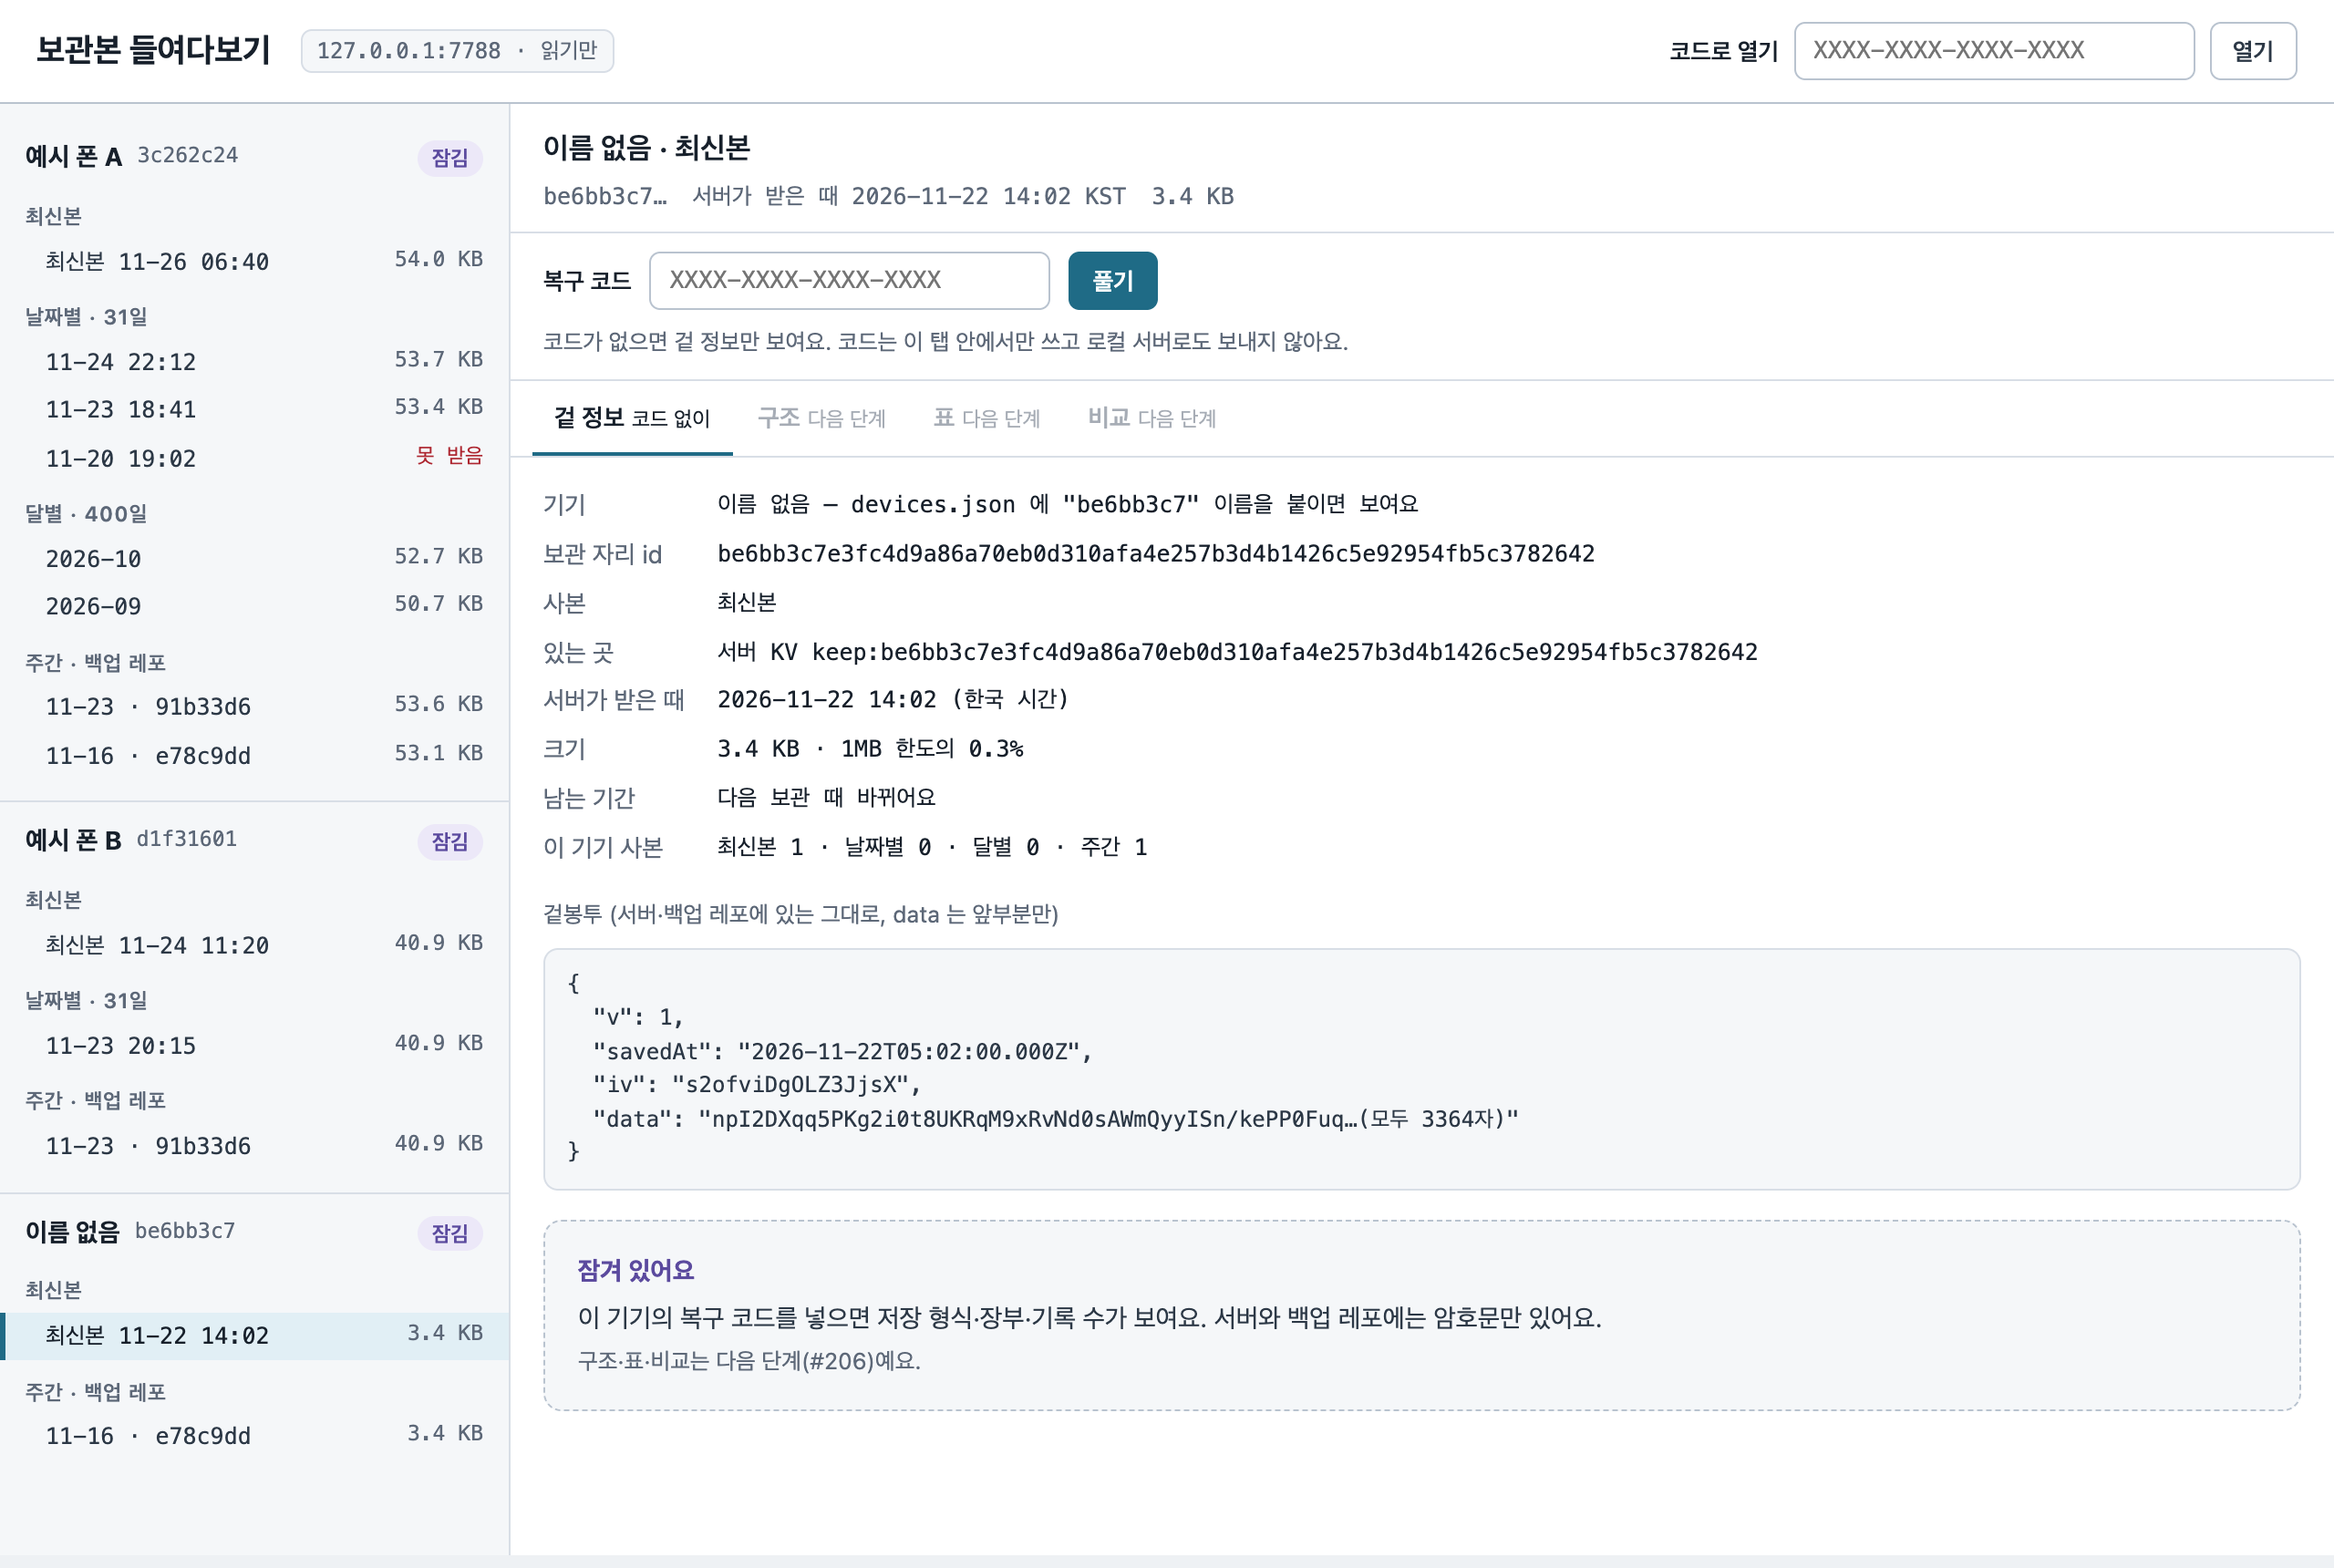 보관본 들여다보기 127.0.0.1:7788 · 읽기만 코드로 열기 XXXX-XXXX-XXXX-XXXX 열기
예시 폰 A 3c262c24 잠김
최신본
최신본 11-26 06:40 54.0 KB
날짜별 · 31일
11-24 22:12 53.7 KB
11-23 18:41 53.4 KB
11-20 19:02 못 받음
달별 · 400일
2026-10 52.7 KB
2026-09 50.7 KB
주간 · 백업 레포
11-23 · 91b33d6 53.6 KB
11-16 · e78c9dd 53.1 KB
예시 폰 B d1f31601 잠김
최신본
최신본 11-24 11:20 40.9 KB
날짜별 · 31일
11-23 20:15 40.9 KB
주간 · 백업 레포
11-23 · 91b33d6 40.9 KB
이름 없음 be6bb3c7 잠김
최신본
최신본 11-22 14:02 3.4 KB
주간 · 백업 레포
11-16 · e78c9dd 3.4 KB
이름 없음 · 최신본
be6bb3c7… 서버가 받은 때 2026-11-22 14:02 KST 3.4 KB
복구 코드 XXXX-XXXX-XXXX-XXXX 풀기
코드가 없으면 겉 정보만 보여요. 코드는 이 탭 안에서만 쓰고 로컬 서버로도 보내지 않아요.
겉 정보 코드 없이 구조 다음 단계 표 다음 단계 비교 다음 단계
기기 이름 없음 — devices.json 에 "be6bb3c7" 이름을 붙이면 보여요
보관 자리 id be6bb3c7e3fc4d9a86a70eb0d310afa4e257b3d4b1426c5e92954fb5c3782642
사본 최신본
있는 곳 서버 KV keep:be6bb3c7e3fc4d9a86a70eb0d310afa4e257b3d4b1426c5e92954fb5c3782642
서버가 받은 때 2026-11-22 14:02 (한국 시간)
크기 3.4 KB · 1MB 한도의 0.3%
남는 기간 다음 보관 때 바뀌어요
이 기기 사본 최신본 1 · 날짜별 0 · 달별 0 · 주간 1
겉봉투 (서버·백업 레포에 있는 그대로, data 는 앞부분만)
{
"v": 1,
"savedAt": "2026-11-22T05:02:00.000Z",
"iv": "s2ofviDgOLZ3JjsX",
"data": "npI2DXqq5PKg2i0t8UKRqM9xRvNd0sAWmQyyISn/kePP0Fuq…(모두 3364자)"
}
잠겨 있어요
이 기기의 복구 코드를 넣으면 저장 형식·장부·기록 수가 보여요. 서버와 백업 레포에는 암호문만 있어요.
구조·표·비교는 다음 단계(#206)예요.